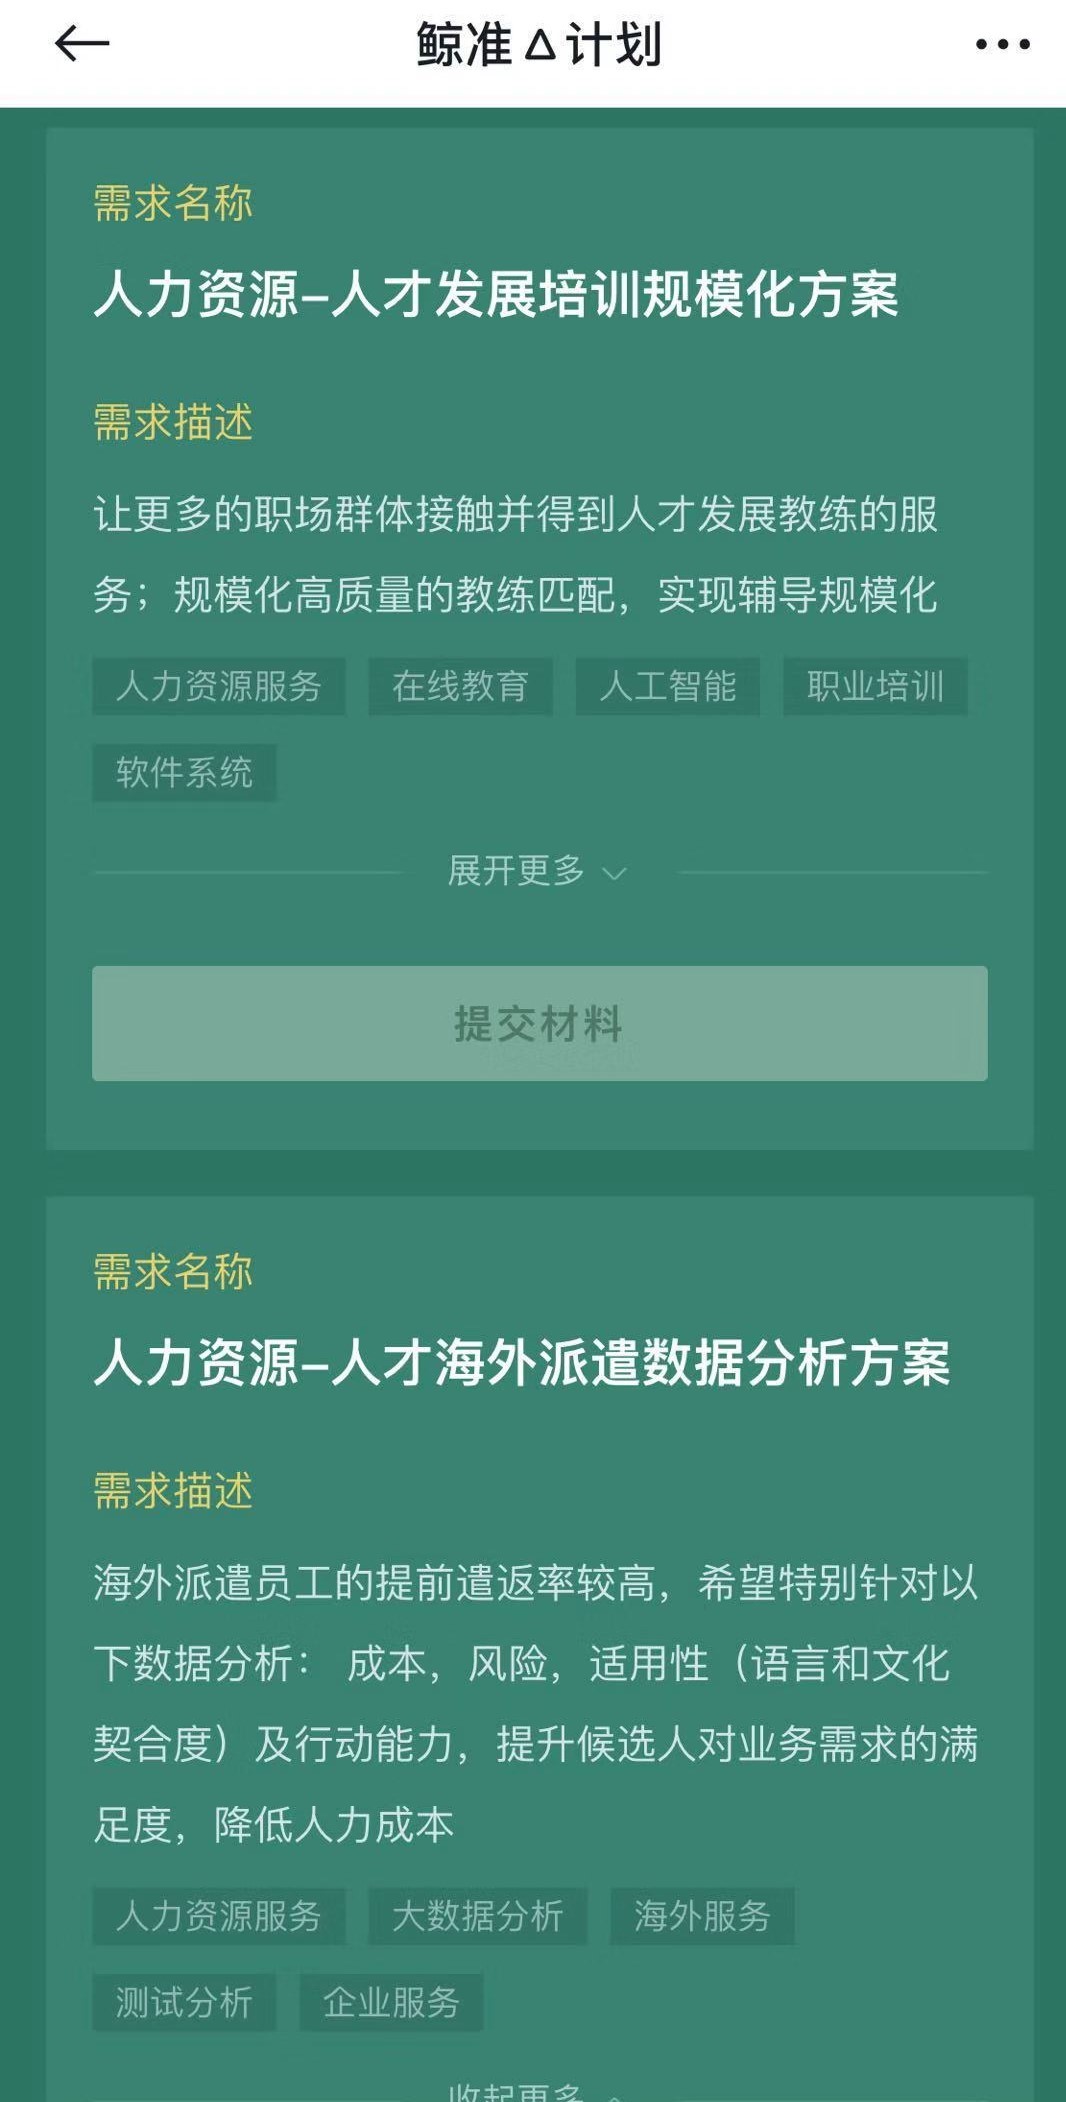 鲸准△计划
需求名称
人力资源-人才发展培训规模化方案
需求描述
让更多的职场群体接触并得到人才发展教练的服
务；规模化高质量的教练匹配，实现辅导规模化
人力资源服务 在线教育 人工智能 职业培训
软件系统
展开更多
提交材料
需求名称
人力资源-人才海外派遣数据分析方案
需求描述
海外派遣员工的提前遣返率较高，希望特别针对以
下数据分析： 成本，风险，适用性（语言和文化
契合度）及行动能力，提升候选人对业务需求的满
足度，降低人力成本
人力资源服务 大数据分析 海外服务
测试分析 企业服务
收起更多